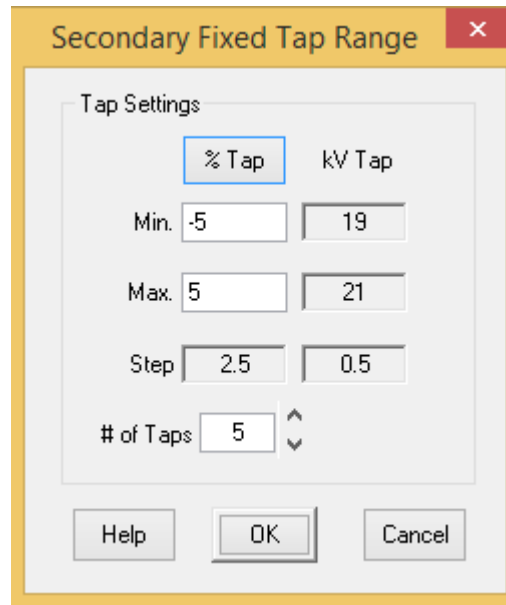 Secondary Fixed Tap Range
Tap Settings
% Tap kV Tap
Min. -5 19
Max. 5 21
Step 2.5 0.5
# of Taps 5
Help OK Cancel